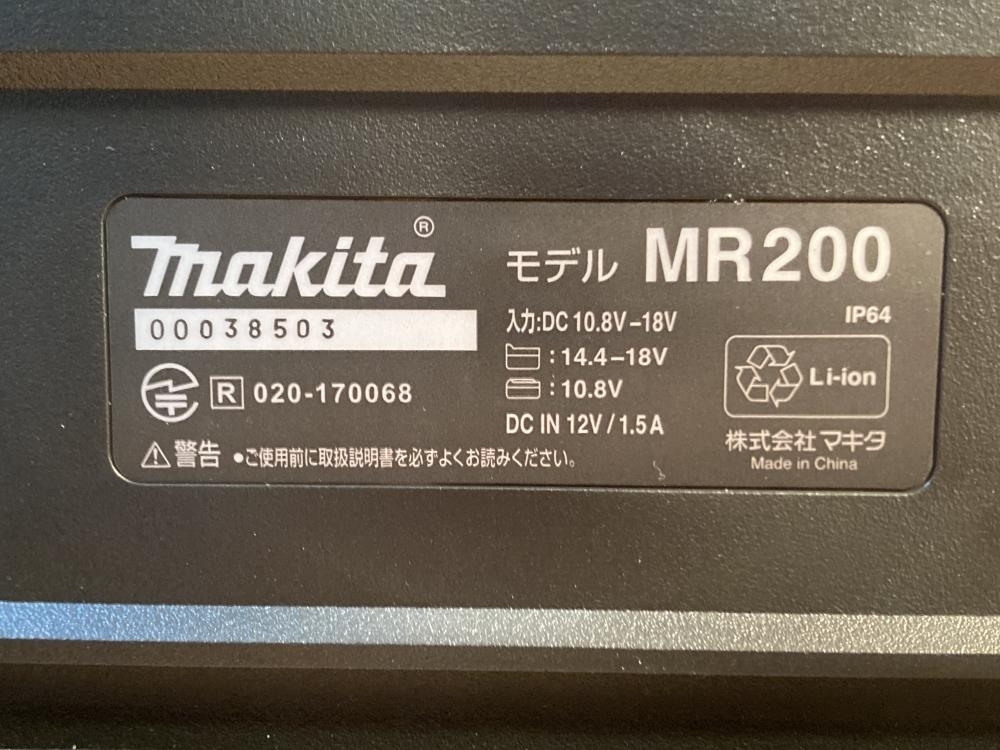 makita®
00038503
R 020-170068
⚠警告 ●ご使用前に取扱説明書を必ずよくお読みください。
モデル MR200
入力:DC 10.8V-18V
:14.4-18V
:10.8V
DC IN 12V / 1.5A
IP64
Li-ion
株式会社マキタ
Made in China